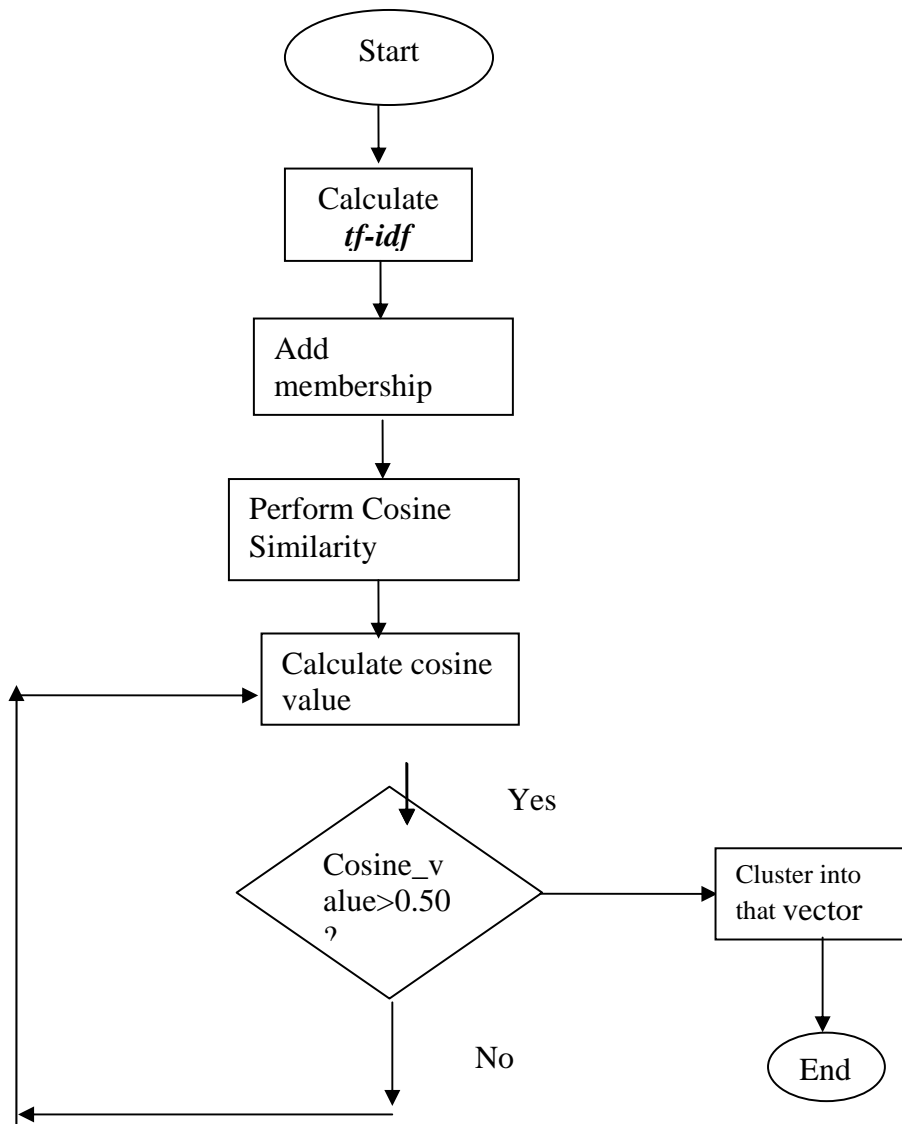 Start
Calculate
tf-idf
Add
membership
Perform Cosine
Similarity
Calculate cosine
value
Yes
Cosine_v
alue>0.50
?
Cluster into
that vector
No
End